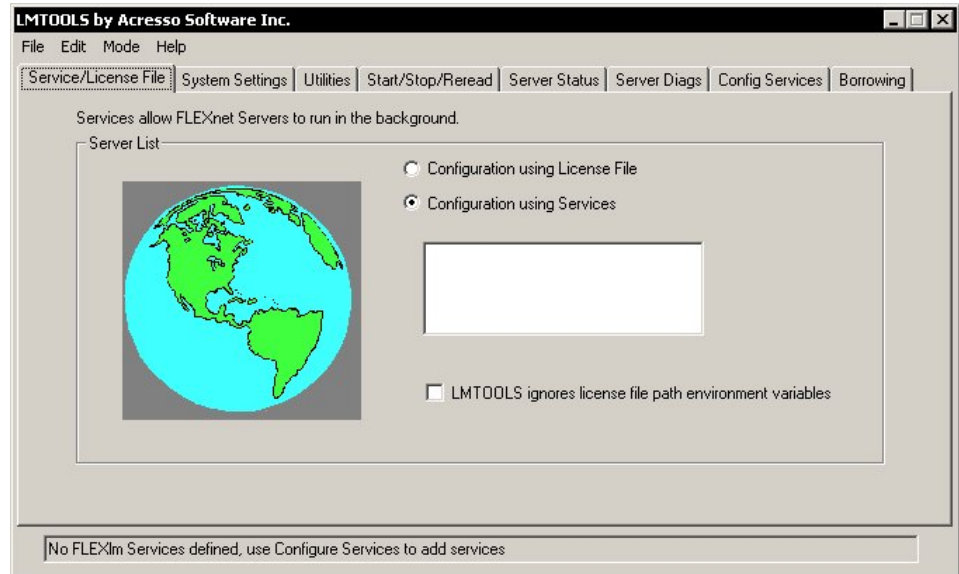 LMTOOLS by Acresso Software Inc.
File Edit Mode Help
Service/License File System Settings Utilities Start/Stop/Reread Server Status Server Diags Config Services Borrowing
Services allow FLEXnet Servers to run in the background.
Server List
Configuration using License File
Configuration using Services
LMTOOLS ignores license file path environment variables
No FLEXlm Services defined, use Configure Services to add services